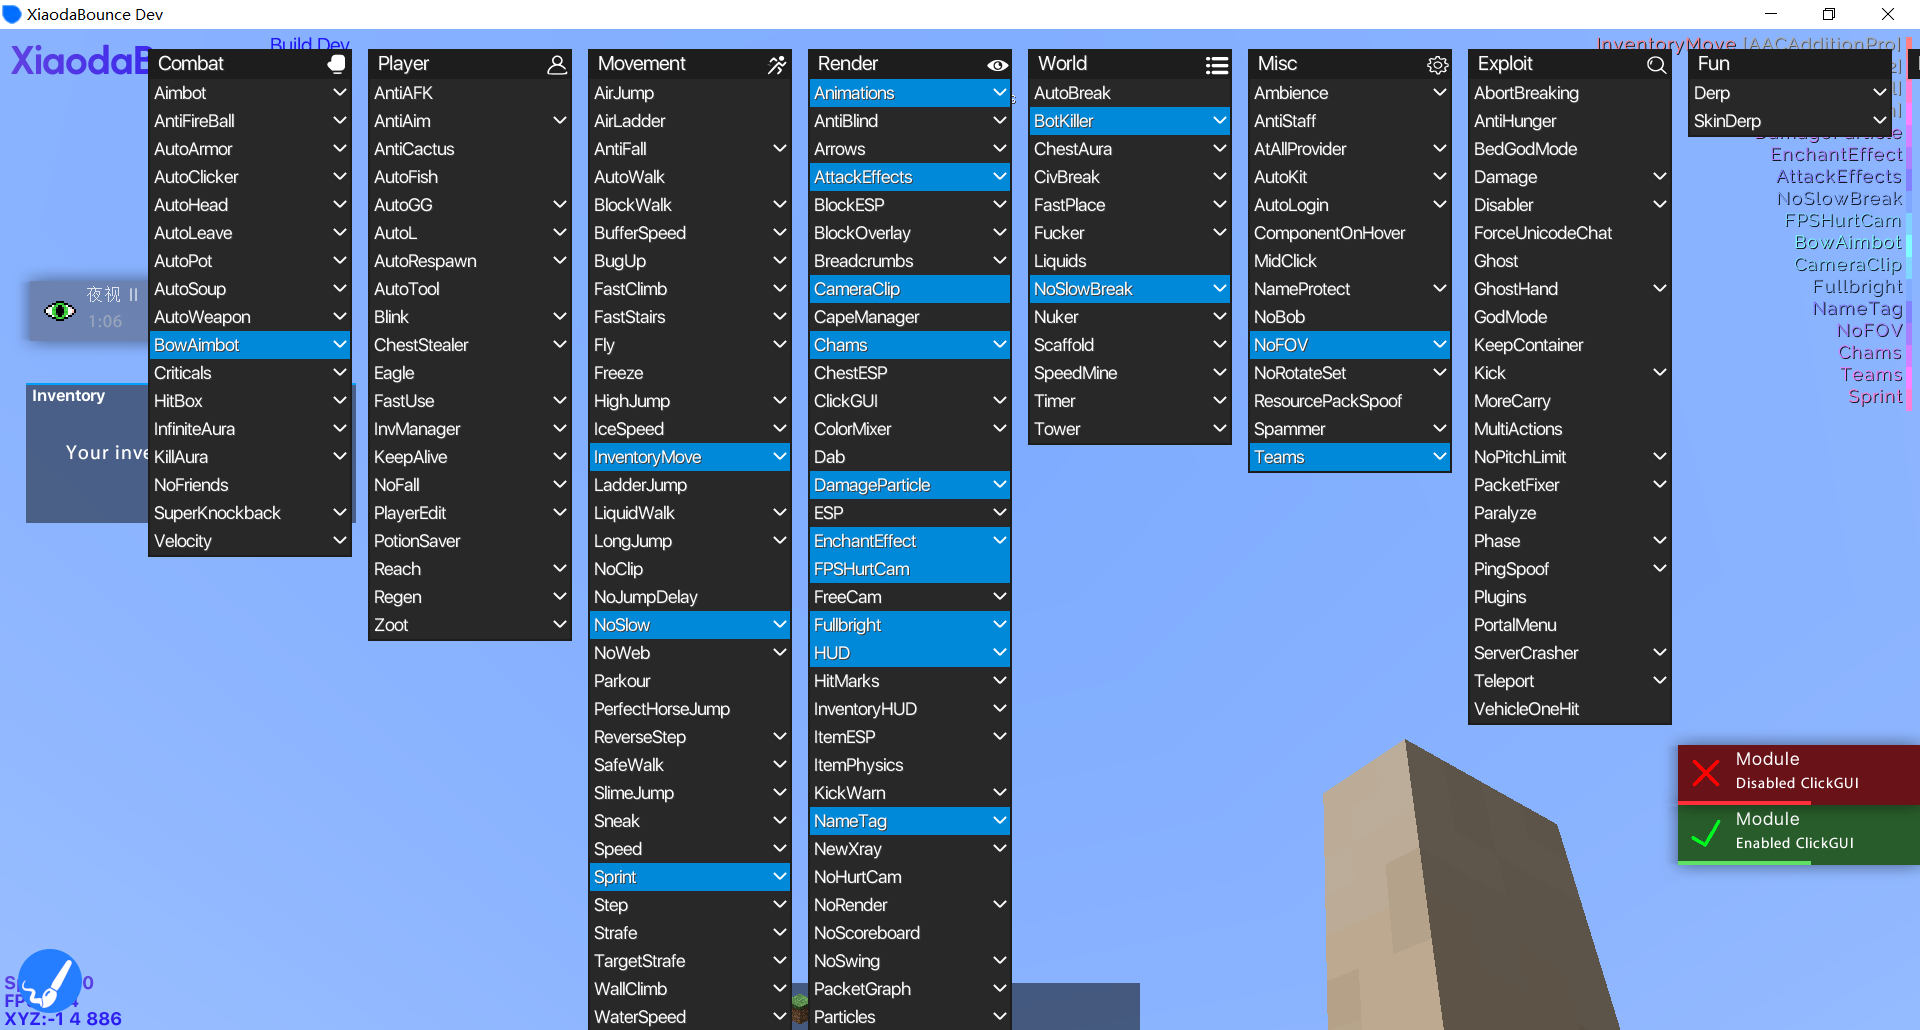 XiaodaBounce Dev
XiaodaB
Build Dev
InventoryMove [AACAdditionPro]
Combat
Aimbot
AntiFireBall
AutoArmor
AutoClicker
AutoHead
AutoLeave
AutoPot
AutoSoup
AutoWeapon
BowAimbot
Criticals
HitBox
InfiniteAura
KillAura
NoFriends
SuperKnockback
Velocity
Player
AntiAFK
AntiAim
AntiCactus
AutoFish
AutoGG
AutoL
AutoRespawn
AutoTool
Blink
ChestStealer
Eagle
FastUse
InvManager
KeepAlive
NoFall
PlayerEdit
PotionSaver
Reach
Regen
Zoot
Movement
AirJump
AirLadder
AntiFall
AutoWalk
BlockWalk
BufferSpeed
BugUp
FastClimb
FastStairs
Fly
Freeze
HighJump
IceSpeed
InventoryMove
LadderJump
LiquidWalk
LongJump
NoClip
NoJumpDelay
NoSlow
NoWeb
Parkour
PerfectHorseJump
ReverseStep
SafeWalk
SlimeJump
Sneak
Speed
Sprint
Step
Strafe
TargetStrafe
WallClimb
WaterSpeed
Render
Animations
AntiBlind
Arrows
AttackEffects
BlockESP
BlockOverlay
Breadcrumbs
CameraClip
CapeManager
Chams
ChestESP
ClickGUI
ColorMixer
Dab
DamageParticle
ESP
EnchantEffect
FPSHurtCam
FreeCam
Fullbright
HUD
HitMarks
InventoryHUD
ItemESP
ItemPhysics
KickWarn
NameTag
NewXray
NoHurtCam
NoRender
NoScoreboard
NoSwing
PacketGraph
Particles
World
AutoBreak
BotKiller
ChestAura
CivBreak
FastPlace
Fucker
Liquids
NoSlowBreak
Nuker
Scaffold
SpeedMine
Timer
Tower
Misc
Ambience
AntiStaff
AtAllProvider
AutoKit
AutoLogin
ComponentOnHover
MidClick
NameProtect
NoBob
NoFOV
NoRotateSet
ResourcePackSpoof
Spammer
Teams
Exploit
AbortBreaking
AntiHunger
BedGodMode
Damage
Disabler
ForceUnicodeChat
Ghost
GhostHand
GodMode
KeepContainer
Kick
MoreCarry
MultiActions
NoPitchLimit
PacketFixer
Paralyze
Phase
PingSpoof
Plugins
PortalMenu
ServerCrasher
Teleport
VehicleOneHit
Fun
Derp
SkinDerp
DamageParticle
EnchantEffect
AttackEffects
NoSlowBreak
FPSHurtCam
BowAimbot
CameraClip
Fullbright
NameTag
NoFOV
Chams
Teams
Sprint
夜视 II
1:06
Inventory
Your inve
Module
Disabled ClickGUI
Module
Enabled ClickGUI
XYZ:-1 4 886